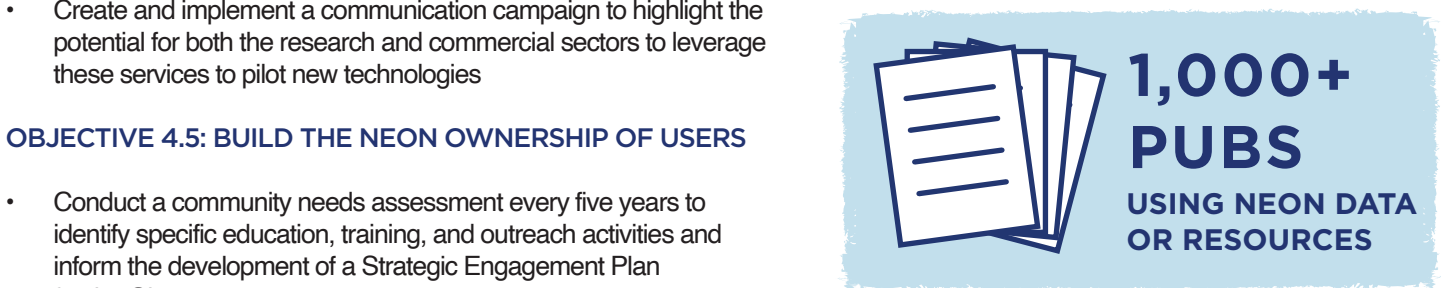 • Create and implement a communication campaign to highlight the
potential for both the research and commercial sectors to leverage
these services to pilot new technologies
OBJECTIVE 4.5: BUILD THE NEON OWNERSHIP OF USERS
• Conduct a community needs assessment every five years to
identify specific education, training, and outreach activities and
inform the development of a Strategic Engagement Plan
1,000+
PUBS
USING NEON DATA
OR RESOURCES